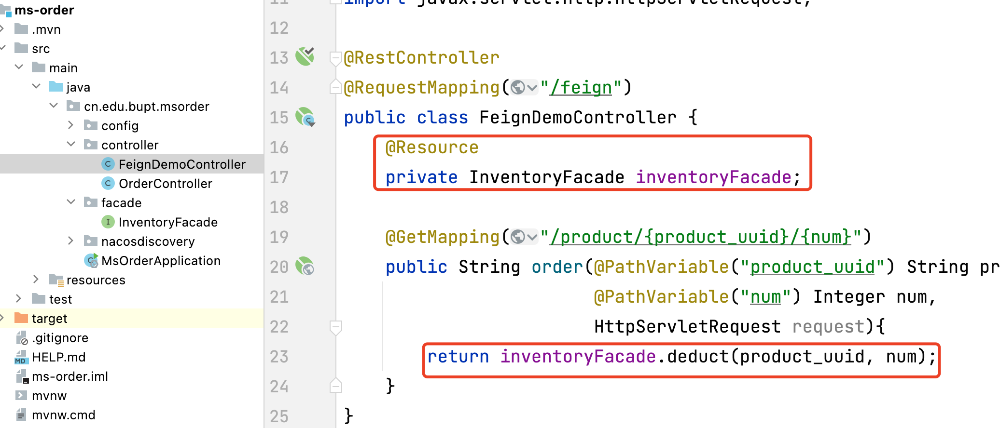 ms-order
.mvn
src
main
java
cn.edu.bupt.msorder
config
controller
FeignDemoController
OrderController
facade
InventoryFacade
nacosdiscovery
MsOrderApplication
resources
test
target
.gitignore
HELP.md
ms-order.iml
mvnw
mvnw.cmd
11 import javax.servlet.http.HttpServletRequest;
12
13 @RestController
14 @RequestMapping("/feign")
15 public class FeignDemoController {
16 @Resource
17 private InventoryFacade inventoryFacade;
18
19 @GetMapping("/product/{product_uuid}/{num}")
20 public String order(@PathVariable("product_uuid") String pr
21 @PathVariable("num") Integer num,
22 HttpServletRequest request){
23 return inventoryFacade.deduct(product_uuid, num);
24 }
25 }